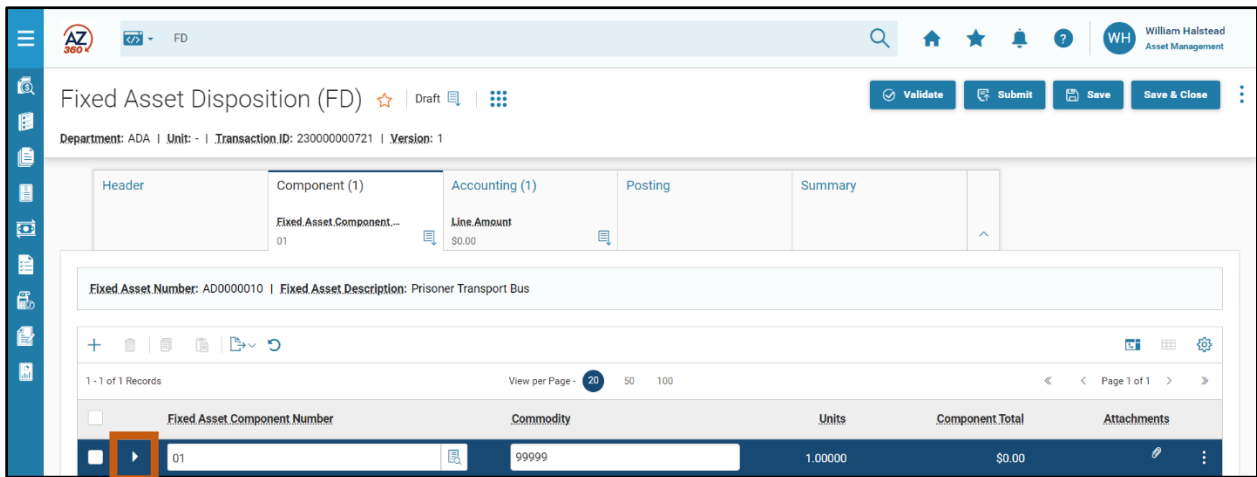 AZ
360
</> FD
?
WH
William Halstead
Asset Management
Fixed Asset Disposition (FD)
Draft
Validate
Submit
Save
Save & Close
Department: ADA | Unit: - | Transaction ID: 230000000721 | Version: 1
Header
Component (1)
Accounting (1)
Posting
Summary
Fixed Asset Component ...
Line Amount
01
$0.00
Fixed Asset Number: AD0000010 | Fixed Asset Description: Prisoner Transport Bus
1 - 1 of 1 Records
View per Page - 20 50 100
Page 1 of 1
Fixed Asset Component Number
Commodity
Units
Component Total
Attachments
01
99999
1.00000
$0.00